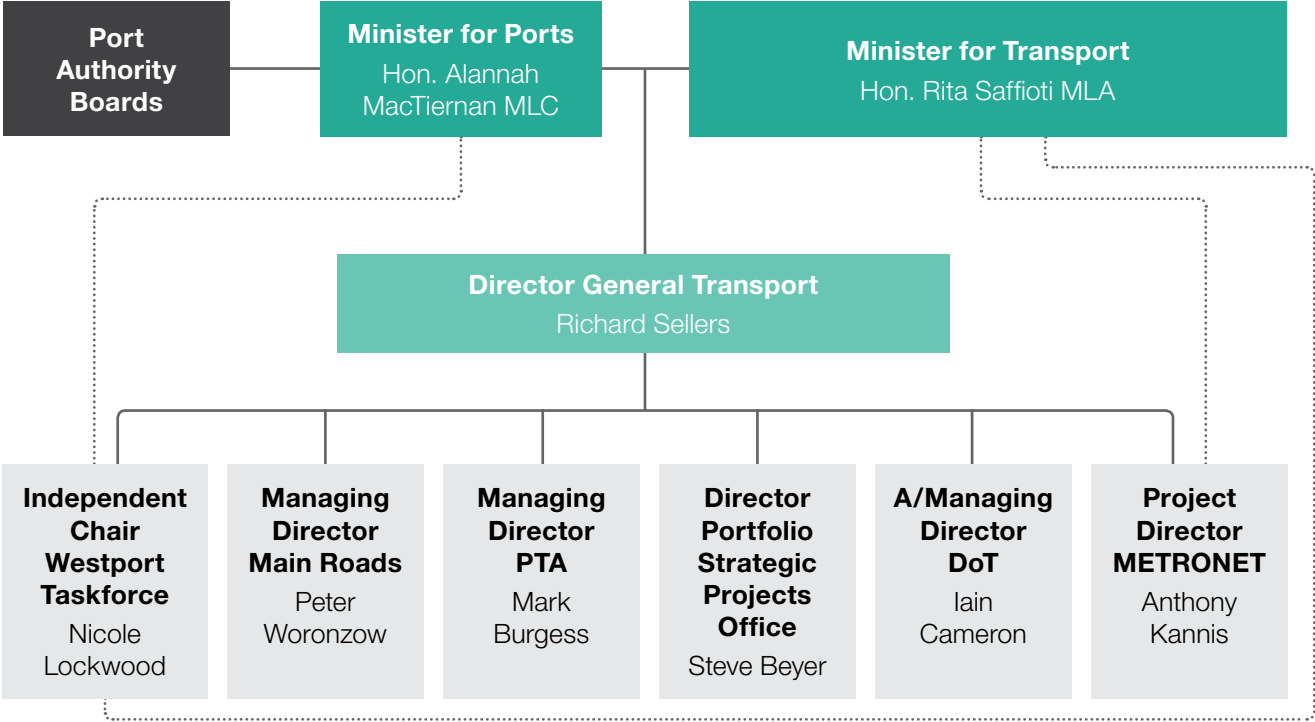 Port
Authority
Boards
Minister for Ports
Hon. Alannah
MacTiernan MLC
Minister for Transport
Hon. Rita Saffioti MLA
Director General Transport
Richard Sellers
Independent
Chair
Westport
Taskforce
Nicole
Lockwood
Managing
Director
Main Roads
Peter
Woronzow
Managing
Director
PTA
Mark
Burgess
Director
Portfolio
Strategic
Projects
Office
Steve Beyer
A/Managing
Director
DoT
Iain
Cameron
Project
Director
METRONET
Anthony
Kannis